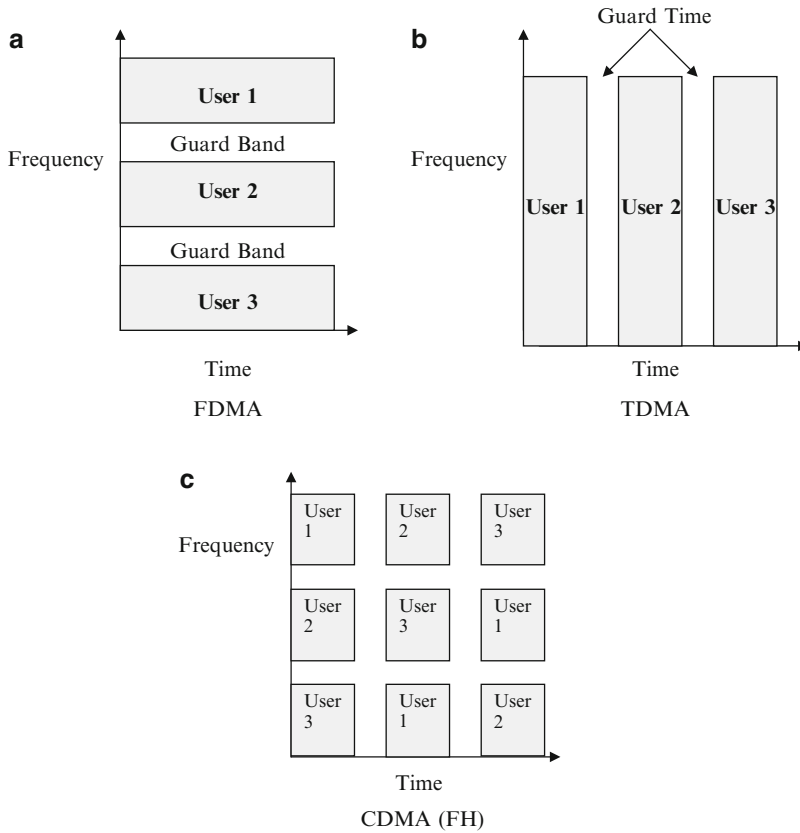 a
User 1
Guard Band
Frequency
User 2
Guard Band
User 3
Time
FDMA
b
Guard Time
Frequency
User 1
User 2
User 3
Time
TDMA
c
Frequency
User
1
User
2
User
3
User
2
User
3
User
1
User
3
User
1
User
2
Time
CDMA (FH)